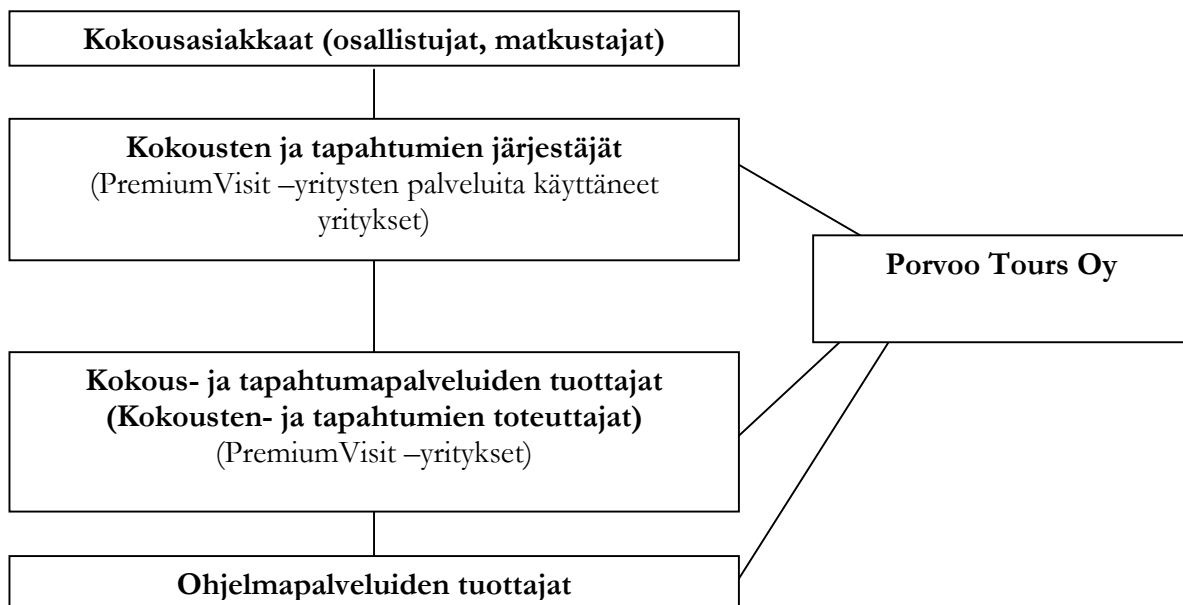 Kokousasiakkaat (osallistujat, matkustajat)
Kokousten ja tapahtumien järjestäjät
(PremiumVisit –yritysten palveluita käyttäneet
yritykset)
Porvoo Tours Oy
Kokous- ja tapahtumapalveluiden tuottajat
(Kokousten- ja tapahtumien toteuttajat)
(PremiumVisit –yritykset)
Ohjelmapalveluiden tuottajat